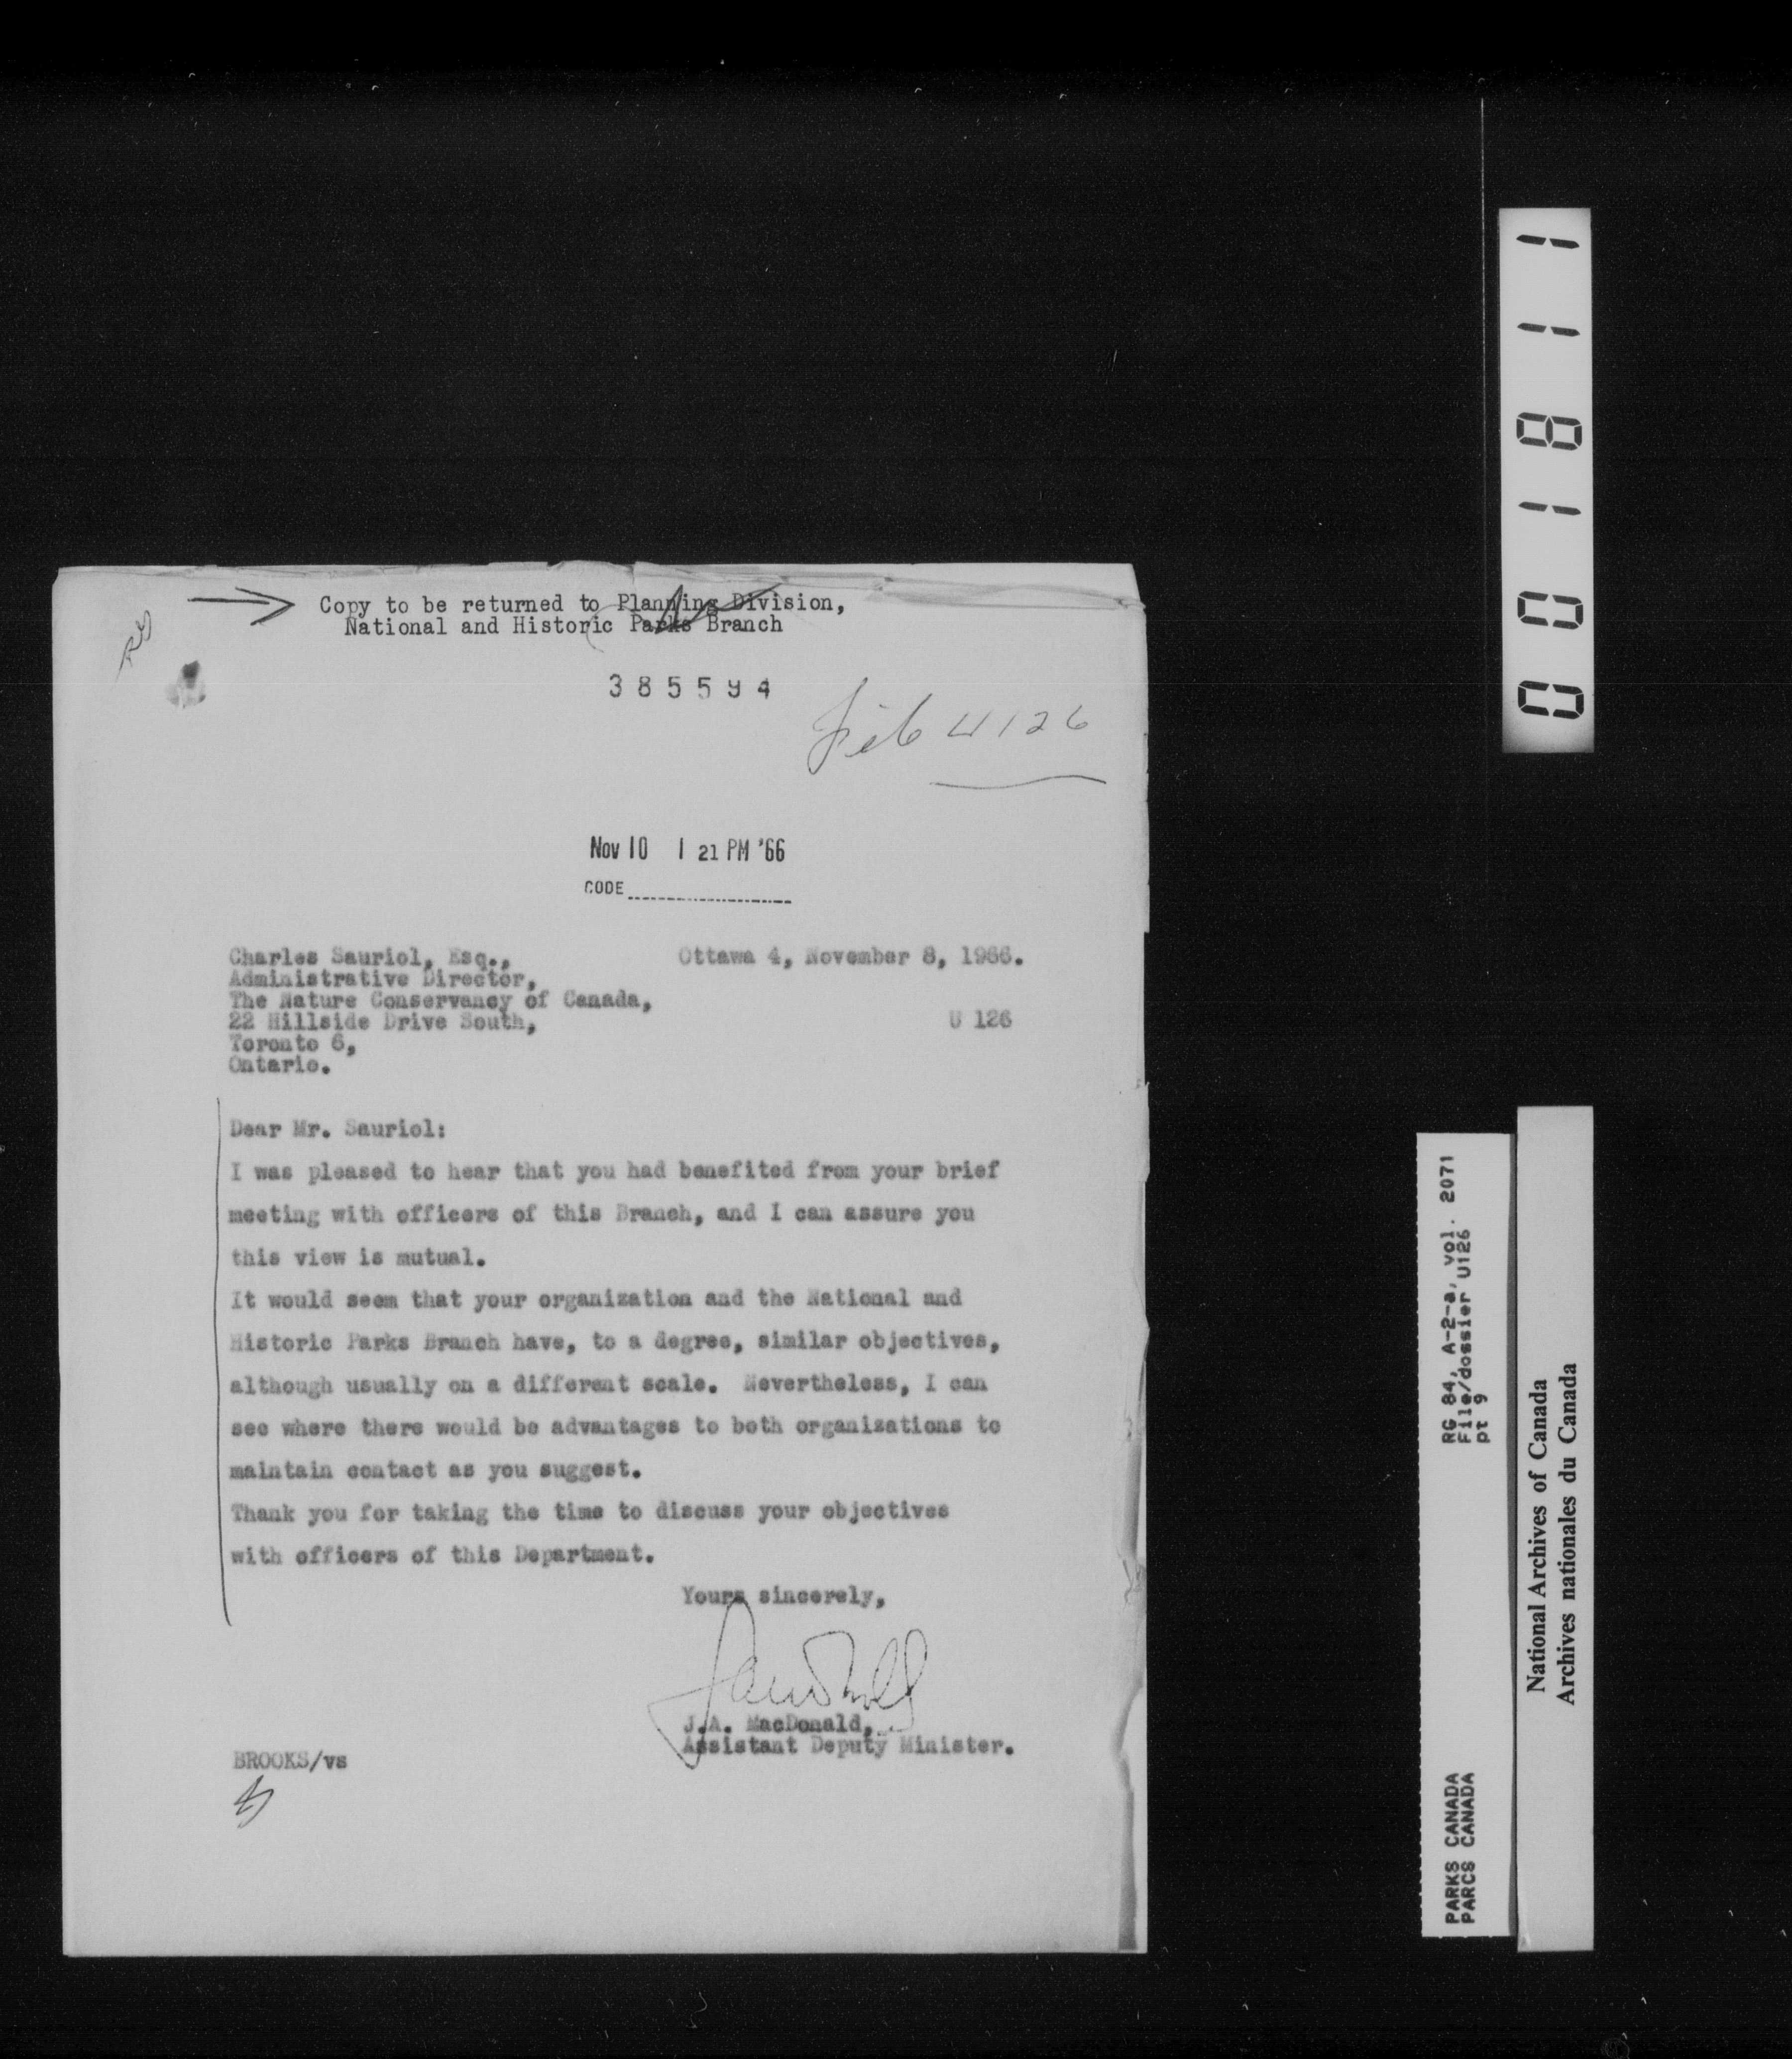 Copy to be returned to Planning Division,
National and Historic Parks Branch
385594
U 126
Nov 10 1 21 PM '66
CODE
Charles Sauriol, Esq.,
Administrative Director,
The Nature Conservancy of Canada,
22 Hillside Drive South,
Toronto 6,
Ontario.
Ottawa 4, November 8, 1966.
U 126
Dear Mr. Sauriol:
I was pleased to hear that you had benefited from your brief
meeting with officers of this Branch, and I can assure you
this view is mutual.
It would seem that your organization and the National and
Historic Parks Branch have, to a degree, similar objectives,
although usually on a different scale. Nevertheless, I can
see where there would be advantages to both organizations to
maintain contact as you suggest.
Thank you for taking the time to discuss your objectives
with officers of this Department.
Yours sincerely,
J.A. MacDonald,
Assistant Deputy Minister.
BROOKS/vs
001811
RG 84, A-2-a, vol. 2071
File/dossier U126
pt 9
PARKS CANADA
PARCS CANADA
National Archives of Canada
Archives nationales du Canada